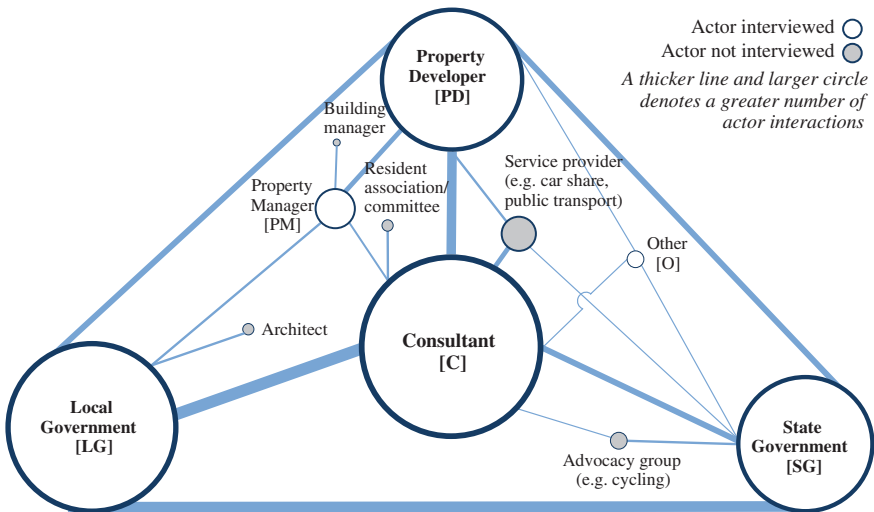 Actor interviewed
Actor not interviewed
A thicker line and larger circle
denotes a greater number of
actor interactions
Property
Developer
[PD]
Building
manager
Resident
association/
committee
Service provider
(e.g. car share,
public transport)
Property
Manager
[PM]
Other
[O]
Architect
Consultant
[C]
Local
Government
[LG]
State
Government
[SG]
Advocacy group
(e.g. cycling)